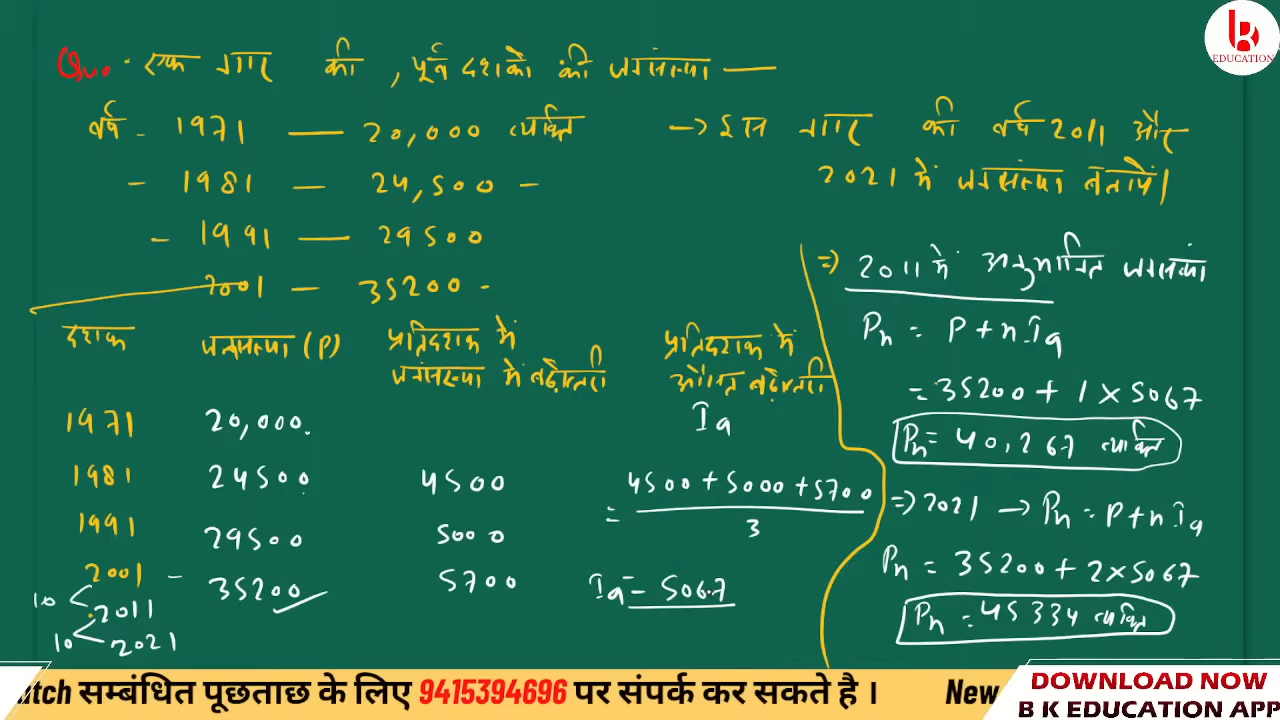 Que. एक नगर की, पूर्व दशको की जनसंख्या —
वर्ष - 1971 — 20,000 व्यक्ति
- 1981 — 24,500 -
- 1991 — 29500
2001 — 35200 -
→ इस नगर की वर्ष 2011 और
2021 में जनसंख्या बतायें।
दशक
जनसंख्या (P)
प्रतिदशक में
जनसंख्या में बढ़ोत्तरी
प्रतिदशक में
औसत बढ़ोत्तरी
Iq
1971 20,000.
1981 24500 4500
1991 29500 5000
2001 - 35200 5700
10 2011
10 2021
= 4500 + 5000 + 5700
3
Iq = 5067
⇒ 2011 में अनुमानित जनसंख्या
Pn = P + n Iq
= 35200 + 1 × 5067
Pn = 40,267 व्यक्ति
⇒ 2021 → Pn = P + n Iq
Pn = 35200 + 2 × 5067
Pn = 45334 व्यक्ति
b
EDUCATION
atch सम्बंधित पूछताछ के लिए 9415394696 पर संपर्क कर सकते है । New
DOWNLOAD NOW
B K EDUCATION APP